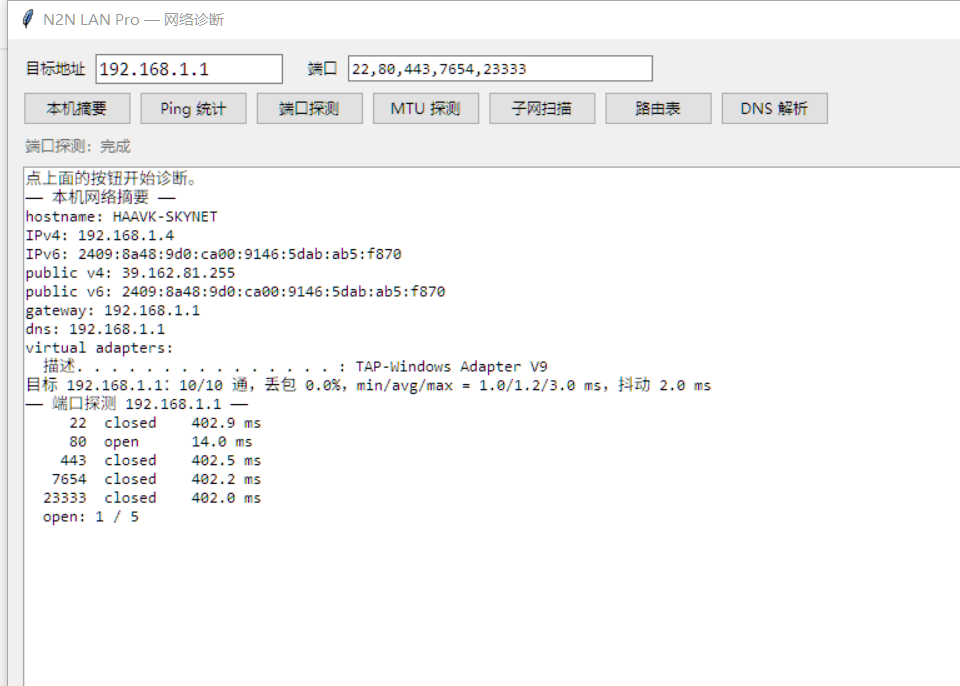 N2N LAN Pro — 网络诊断
目标地址 192.168.1.1 端口 22,80,443,7654,23333
本机摘要 Ping 统计 端口探测 MTU 探测 子网扫描 路由表 DNS 解析
端口探测: 完成
点上面的按钮开始诊断。
—— 本机网络摘要 ——
hostname: HAAVK-SKYNET
IPv4: 192.168.1.4
IPv6: 2409:8a48:9d0:ca00:9146:5dab:ab5:f870
public v4: 39.162.81.255
public v6: 2409:8a48:9d0:ca00:9146:5dab:ab5:f870
gateway: 192.168.1.1
dns: 192.168.1.1
virtual adapters:
描述. . . . . . . . . . . . . . . : TAP-Windows Adapter V9
目标 192.168.1.1: 10/10 通, 丢包 0.0%, min/avg/max = 1.0/1.2/3.0 ms, 抖动 2.0 ms
—— 端口探测 192.168.1.1 ——
22 closed 402.9 ms
80 open 14.0 ms
443 closed 402.5 ms
7654 closed 402.2 ms
23333 closed 402.0 ms
open: 1 / 5